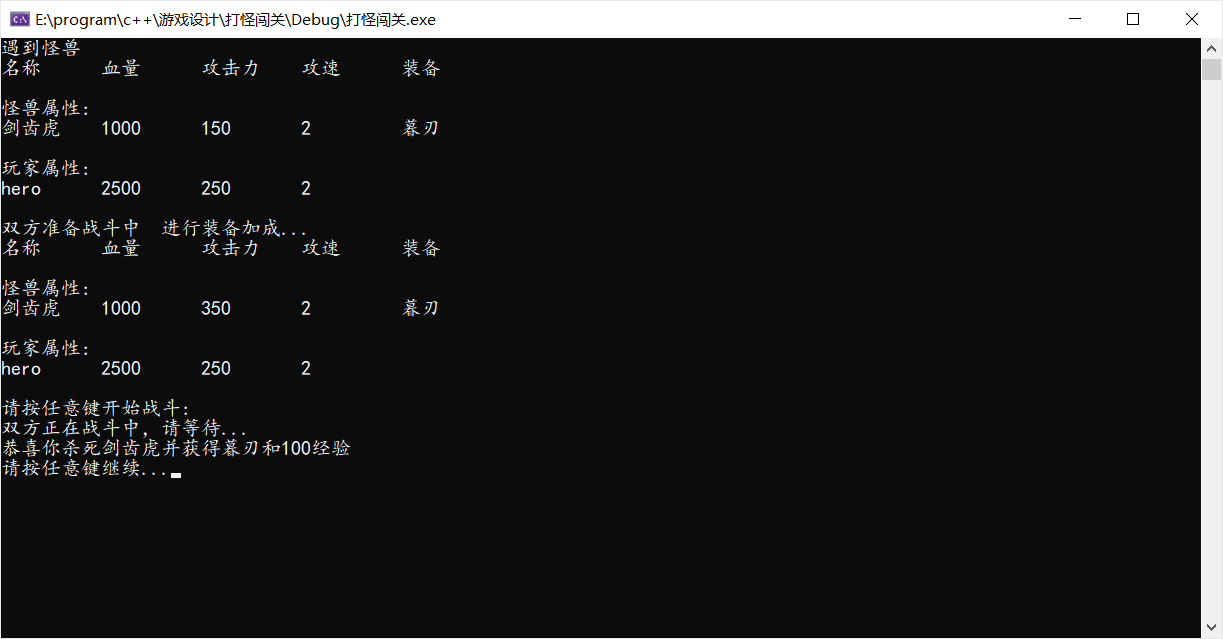 E:\program\c++\游戏设计\打怪闯关\Debug\打怪闯关.exe
遇到怪兽
名称 血量 攻击力 攻速 装备
怪兽属性:
剑齿虎 1000 150 2 暮刃
玩家属性:
hero 2500 250 2
双方准备战斗中 进行装备加成...
名称 血量 攻击力 攻速 装备
怪兽属性:
剑齿虎 1000 350 2 暮刃
玩家属性:
hero 2500 250 2
请按任意键开始战斗:
双方正在战斗中，请等待...
恭喜你杀死剑齿虎并获得暮刃和100经验
请按任意键继续...